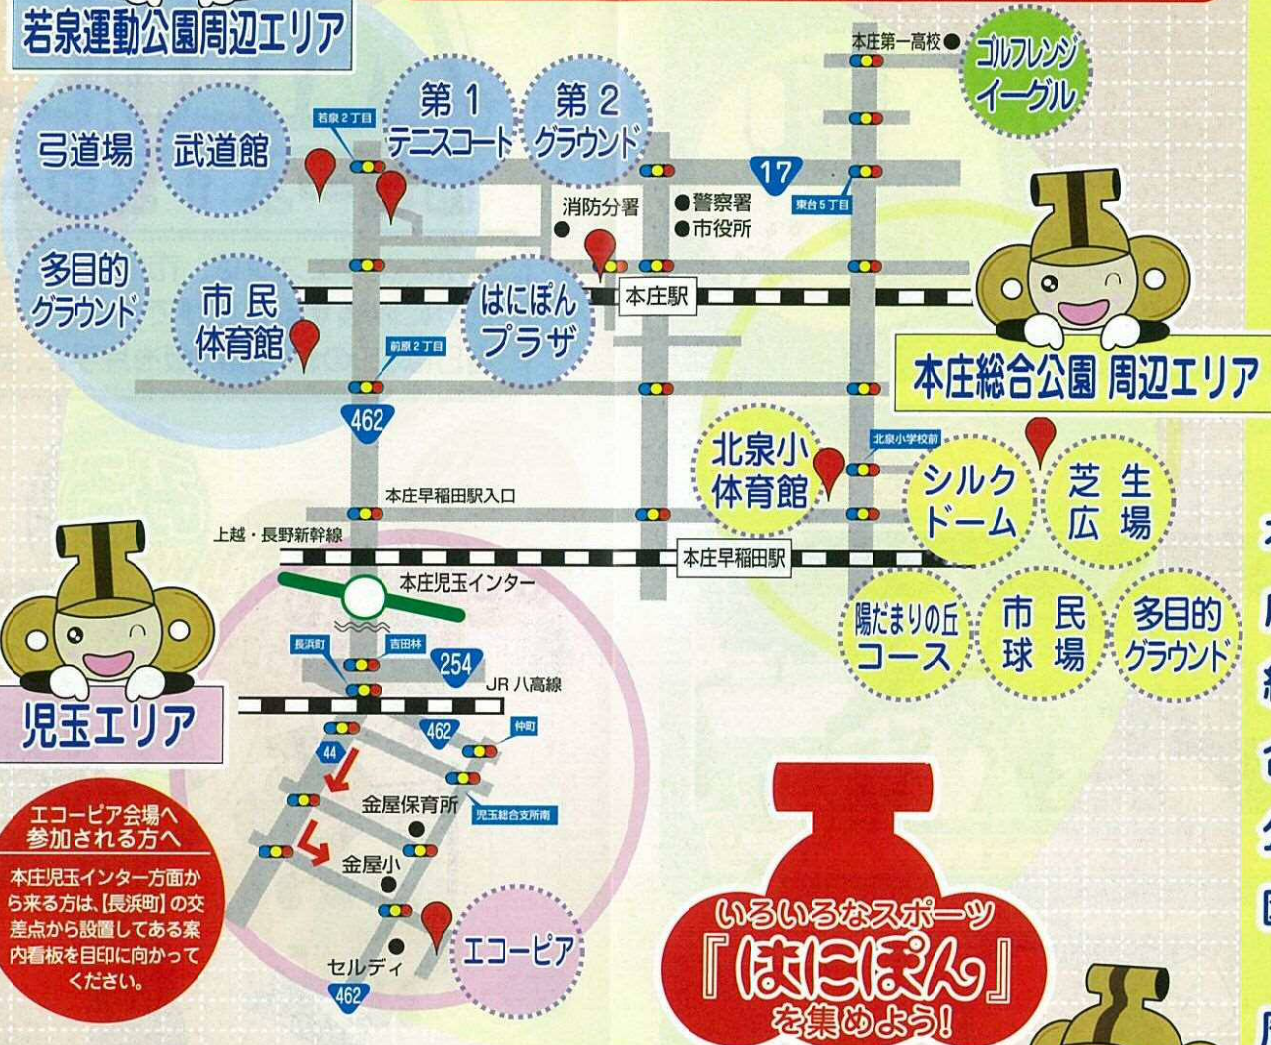 若泉運動公園周辺エリア
本庄第一高校
ゴルフレンジ
イーグル
弓道場
武道館
若泉2丁目
第1
テニスコート
第2
グラウンド
17
東台5丁目
消防分署
警察署
市役所
多目的
グラウンド
市民
体育館
はにぽん
プラザ
本庄駅
前原2丁目
462
本庄総合公園 周辺エリア
北泉小
体育館
北泉小学校前
シルク
ドーム
芝生
広場
本庄早稲田駅入口
上越・長野新幹線
本庄早稲田駅
本庄児玉インター
陽だまりの丘
コース
市民
球場
多目的
グラウンド
長浜町
吉田林
254
JR八高線
児玉エリア
462
仲町
44
児玉総合支所南
金屋保育所
金屋小
エコーピア
セルディ
462
エコーピア会場へ
参加される方へ
本庄児玉インター方面か
ら来る方は、【長浜町】の交
差点から設置してある案
内看板を目印に向かって
ください。
いろいろなスポーツ
『はにぽん』
を集めよう!